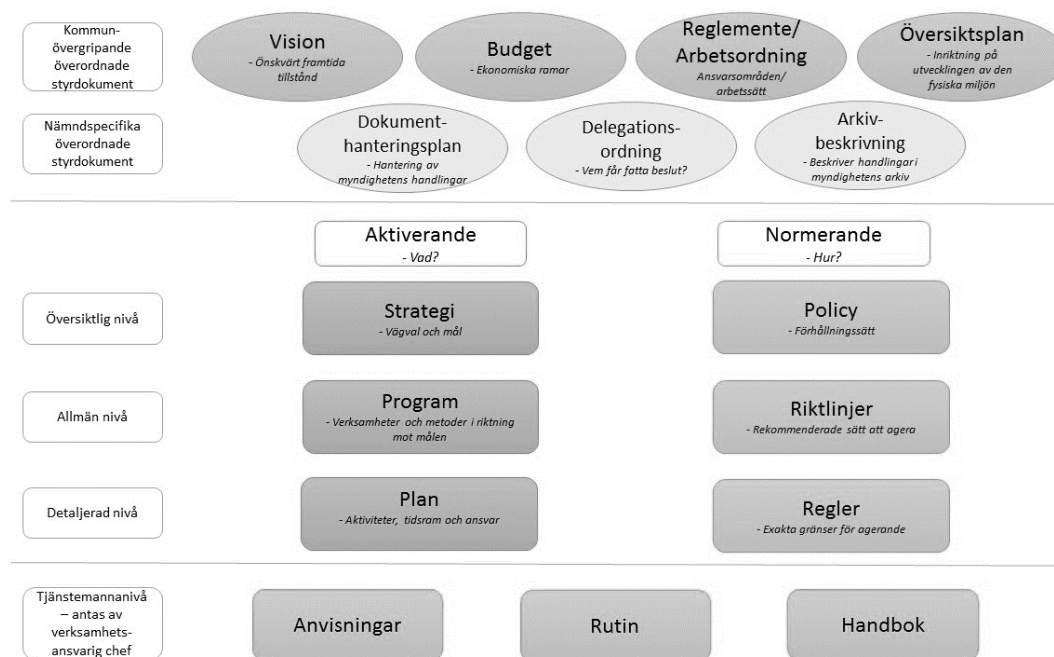 Kommun-
övergripande
överordnade
styrdokument
Vision
- Önskvärt framtida
tillstånd
Budget
- Ekonomiska ramar
Reglemente/
Arbetsordning
Ansvarsområden/
arbetssätt
Översiktsplan
- Inriktning på
utvecklingen av den
fysiska miljön
Nämndspecifika
överordnade
styrdokument
Dokument-
hanteringsplan
- Hantering av
myndighetens handlingar
Delegations-
ordning
- Vem får fatta beslut?
Arkiv-
beskrivning
- Beskriver handlingar i
myndighetens arkiv
Aktiverande
- Vad?
Normerande
- Hur?
Översiktlig nivå
Strategi
- Vägval och mål
Policy
- Förhållningssätt
Allmän nivå
Program
- Verksamheter och metoder i riktning
mot målen
Riktlinjer
- Rekommenderade sätt att agera
Detaljerad nivå
Plan
- Aktiviteter, tidsram och ansvar
Regler
- Exakta gränser för agerande
Tjänstemannanivå
– antas av
verksamhets-
ansvarig chef
Anvisningar
Rutin
Handbok